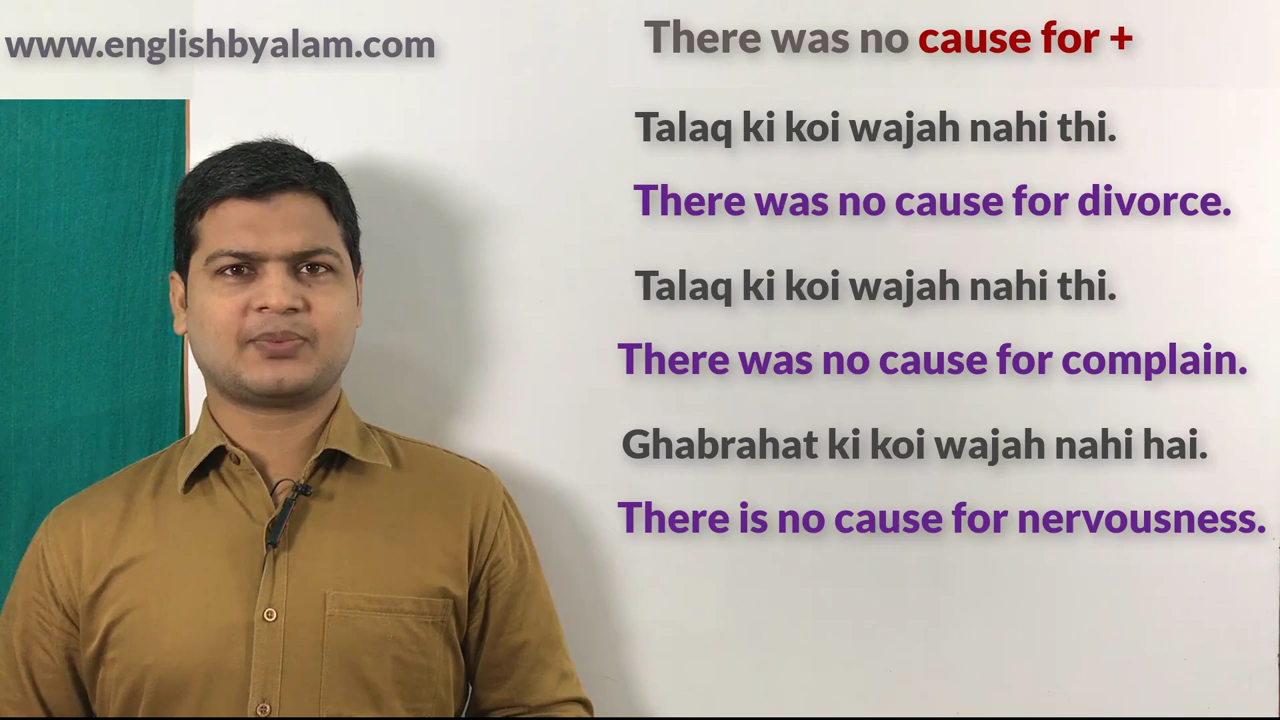 www.englishbyalam.com
There was no cause for +
Talaq ki koi wajah nahi thi.
There was no cause for divorce.
Talaq ki koi wajah nahi thi.
There was no cause for complain.
Ghabrahat ki koi wajah nahi hai.
There is no cause for nervousness.